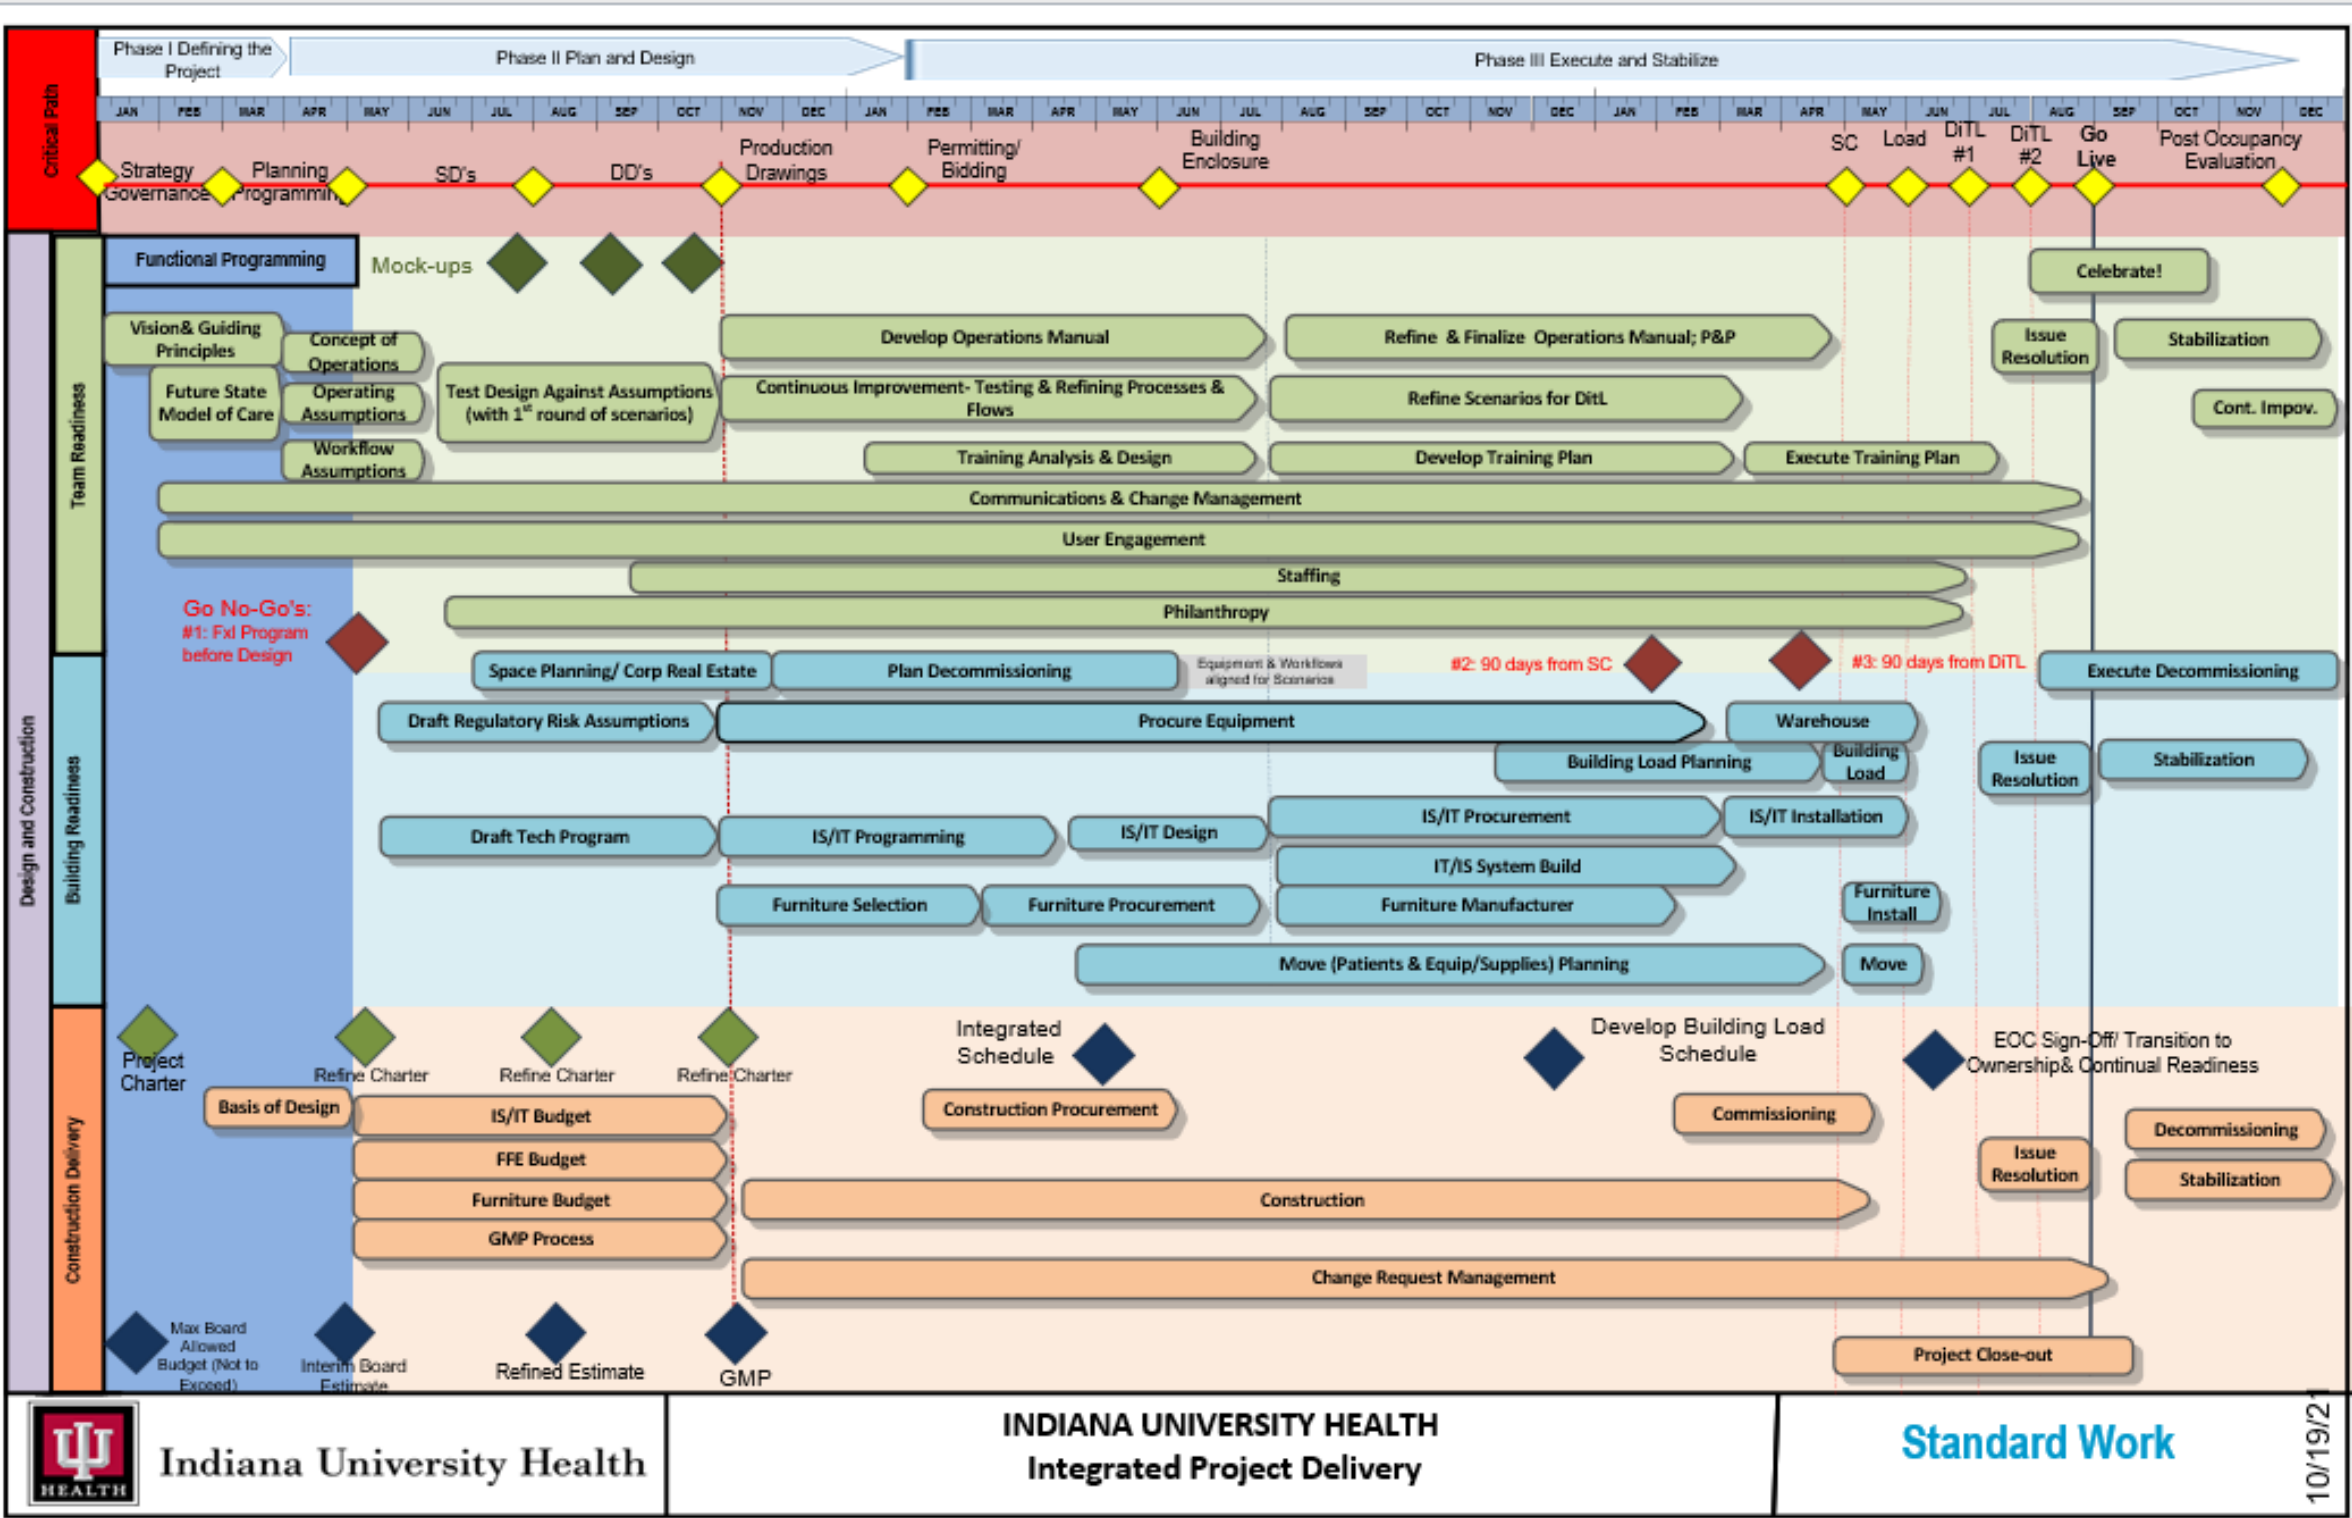 Phase I Defining the
Project
Phase II Plan and Design
Phase III Execute and Stabilize
Critical Path
JAN FEB MAR APR MAY JUN JUL AUG SEP OCT NOV DEC JAN FEB MAR APR MAY JUN JUL AUG SEP OCT NOV DEC JAN FEB MAR APR MAY JUN JUL AUG SEP OCT NOV DEC
Strategy
Governance
Planning
Programming
SD's
DD's
Production
Drawings
Permitting/
Bidding
Building
Enclosure
SC
Load
DiTL
#1
DiTL
#2
Go
Live
Post Occupancy
Evaluation
Design and Construction
Team Readiness
Functional Programming
Mock-ups
Celebrate!
Vision& Guiding
Principles
Concept of
Operations
Develop Operations Manual
Refine & Finalize Operations Manual; P&P
Issue
Resolution
Stabilization
Future State
Model of Care
Operating
Assumptions
Test Design Against Assumptions
(with 1st round of scenarios)
Continuous Improvement- Testing & Refining Processes &
Flows
Refine Scenarios for DitL
Cont. Impov.
Workflow
Assumptions
Training Analysis & Design
Develop Training Plan
Execute Training Plan
Communications & Change Management
User Engagement
Staffing
Philanthropy
Go No-Go's:
#1: Fxl Program
before Design
#2: 90 days from SC
#3: 90 days from DiTL
Building Readiness
Space Planning/ Corp Real Estate
Plan Decommissioning
Equipment & Workflows
aligned for Scenarios
Execute Decommissioning
Draft Regulatory Risk Assumptions
Procure Equipment
Warehouse
Building Load Planning
Building
Load
Issue
Resolution
Stabilization
Draft Tech Program
IS/IT Programming
IS/IT Design
IS/IT Procurement
IS/IT Installation
IT/IS System Build
Furniture Selection
Furniture Procurement
Furniture Manufacturer
Furniture
Install
Move (Patients & Equip/Supplies) Planning
Move
Construction Delivery
Project
Charter
Refine Charter
Refine Charter
Refine Charter
Integrated
Schedule
Develop Building Load
Schedule
EOC Sign-Off/ Transition to
Ownership& Continual Readiness
Basis of Design
IS/IT Budget
Construction Procurement
Commissioning
Decommissioning
FFE Budget
Issue
Resolution
Stabilization
Furniture Budget
Construction
GMP Process
Change Request Management
Max Board
Allowed
Budget (Not to
Exceed)
Interim Board
Estimate
Refined Estimate
GMP
Project Close-out
HEALTH
Indiana University Health
INDIANA UNIVERSITY HEALTH
Integrated Project Delivery
Standard Work
10/19/21